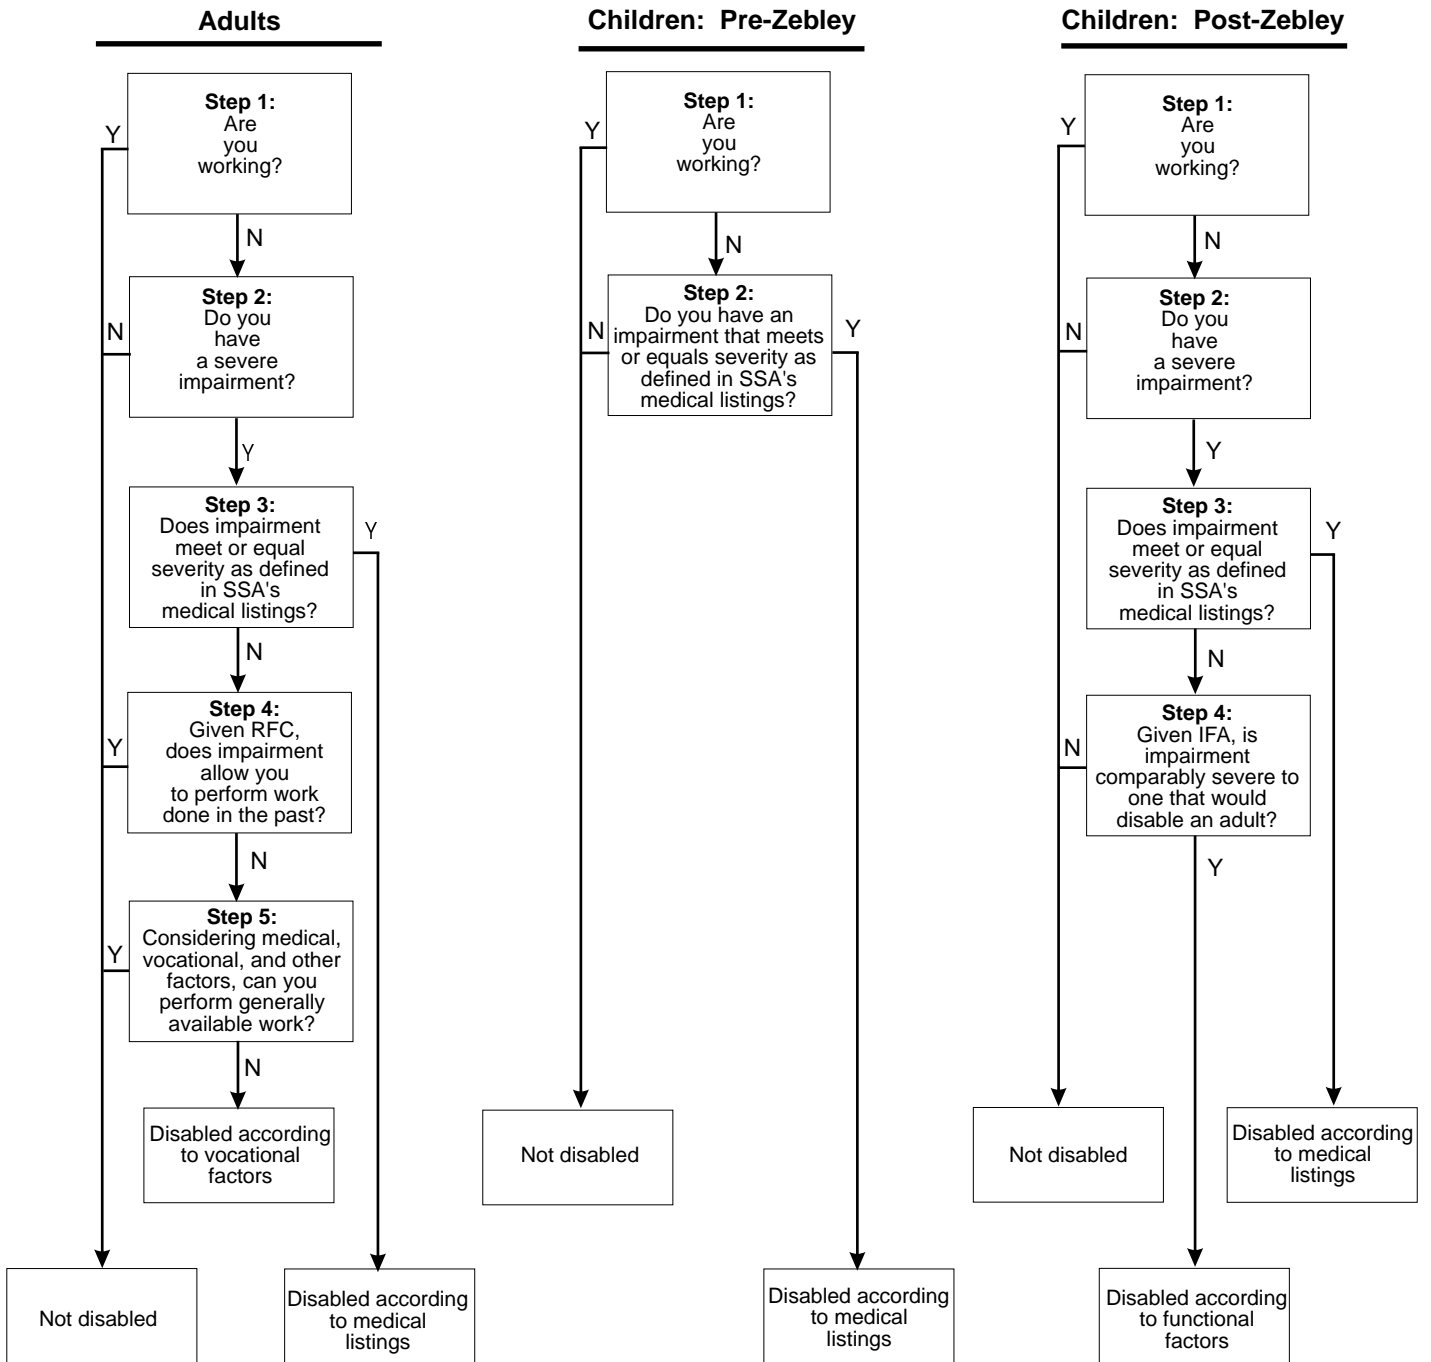 Adults
Step 1:
Are
you
working?
Y
N
Step 2:
Do you
have
a severe
impairment?
N
Y
Step 3:
Does impairment
meet or equal
severity as defined
in SSA's
medical listings?
Y
N
Step 4:
Given RFC,
does impairment
allow you
to perform work
done in the past?
Y
N
Step 5:
Considering medical,
vocational, and other
factors, can you
perform generally
available work?
Y
N
Disabled according
to vocational
factors
Not disabled
Disabled according
to medical
listings
Children: Pre-Zebley
Step 1:
Are
you
working?
Y
N
Step 2:
Do you have an
impairment that meets
or equals severity as
defined in SSA's
medical listings?
N
Y
Not disabled
Disabled according
to medical
listings
Children: Post-Zebley
Step 1:
Are
you
working?
Y
N
Step 2:
Do you
have
a severe
impairment?
N
Y
Step 3:
Does impairment
meet or equal
severity as defined
in SSA's
medical listings?
Y
N
Step 4:
Given IFA, is
impairment
comparably severe to
one that would
disable an adult?
N
Y
Not disabled
Disabled according
to medical
listings
Disabled according
to functional
factors